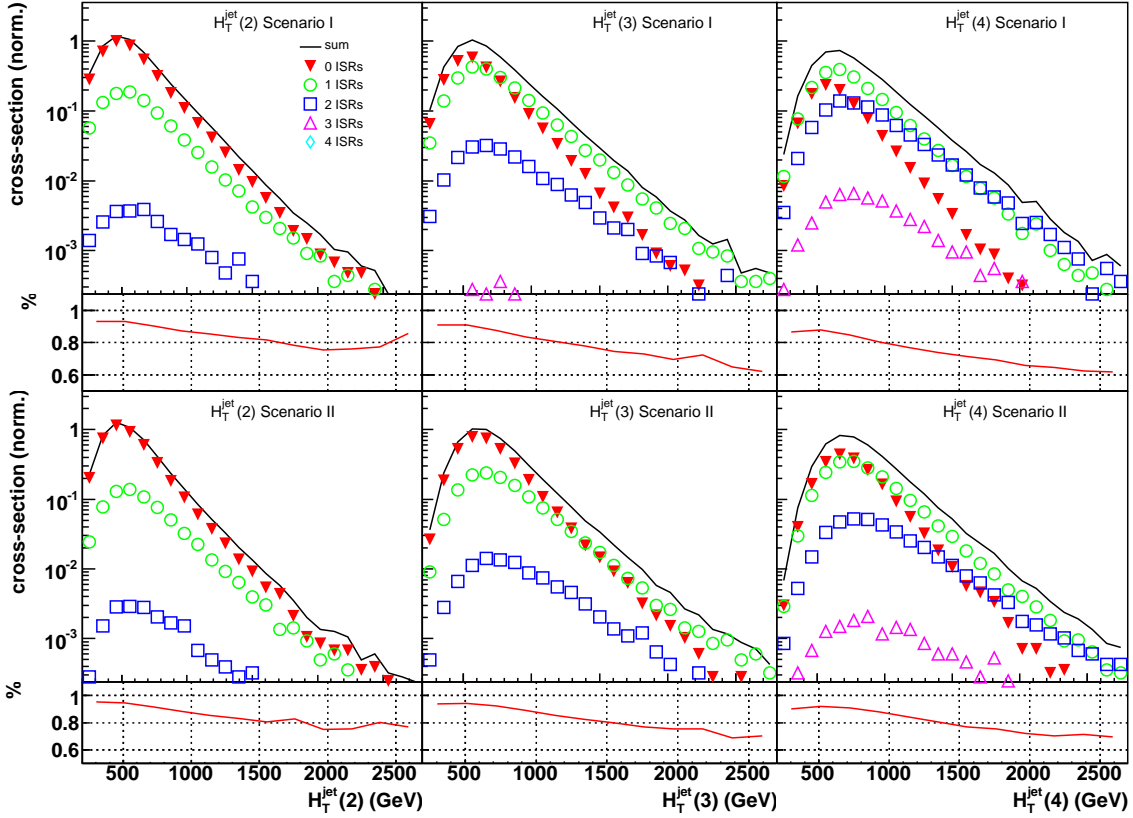 H_T^jet(2) Scenario I
H_T^jet(3) Scenario I
H_T^jet(4) Scenario I
cross-section (norm.)
1
10^-1
10^-2
10^-3
sum
0 ISRs
1 ISRs
2 ISRs
3 ISRs
4 ISRs
%
1
0.8
0.6
H_T^jet(2) Scenario II
H_T^jet(3) Scenario II
H_T^jet(4) Scenario II
cross-section (norm.)
1
10^-1
10^-2
10^-3
%
1
0.8
0.6
500 1000 1500 2000 2500 500 1000 1500 2000 2500 500 1000 1500 2000 2500
H_T^jet(2) (GeV) H_T^jet(3) (GeV) H_T^jet(4) (GeV)